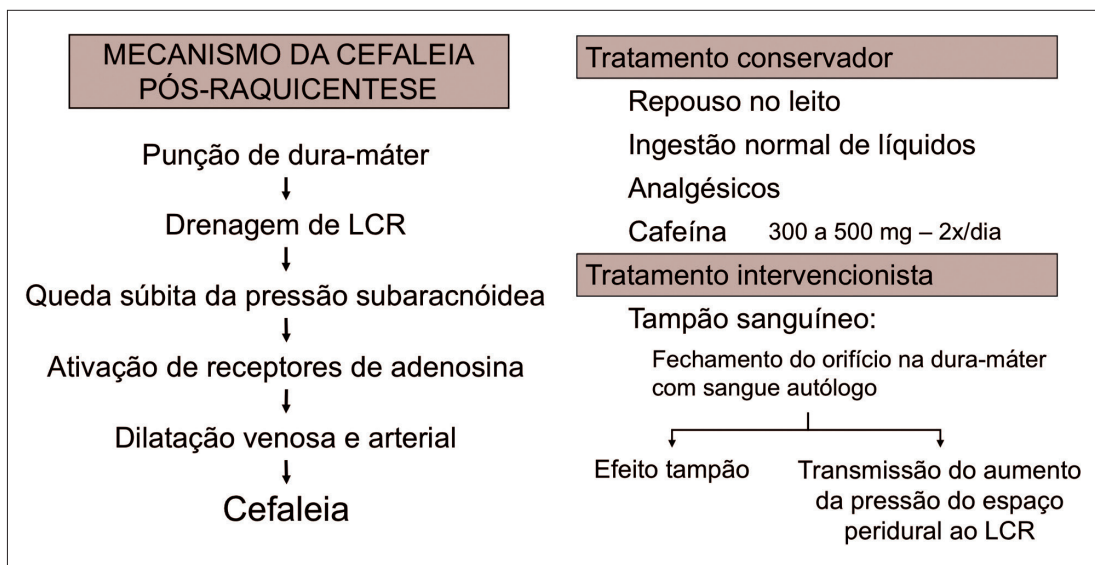 MECANISMO DA CEFALEIA
PÓS-RAQUICENTESE
Punção de dura-máter
Drenagem de LCR
Queda súbita da pressão subaracnóidea
Ativação de receptores de adenosina
Dilatação venosa e arterial
Cefaleia
Tratamento conservador
Repouso no leito
Ingestão normal de líquidos
Analgésicos
Cafeína 300 a 500 mg – 2x/dia
Tratamento intervencionista
Tampão sanguíneo:
Fechamento do orifício na dura-máter
com sangue autólogo
Efeito tampão
Transmissão do aumento
da pressão do espaço
peridural ao LCR